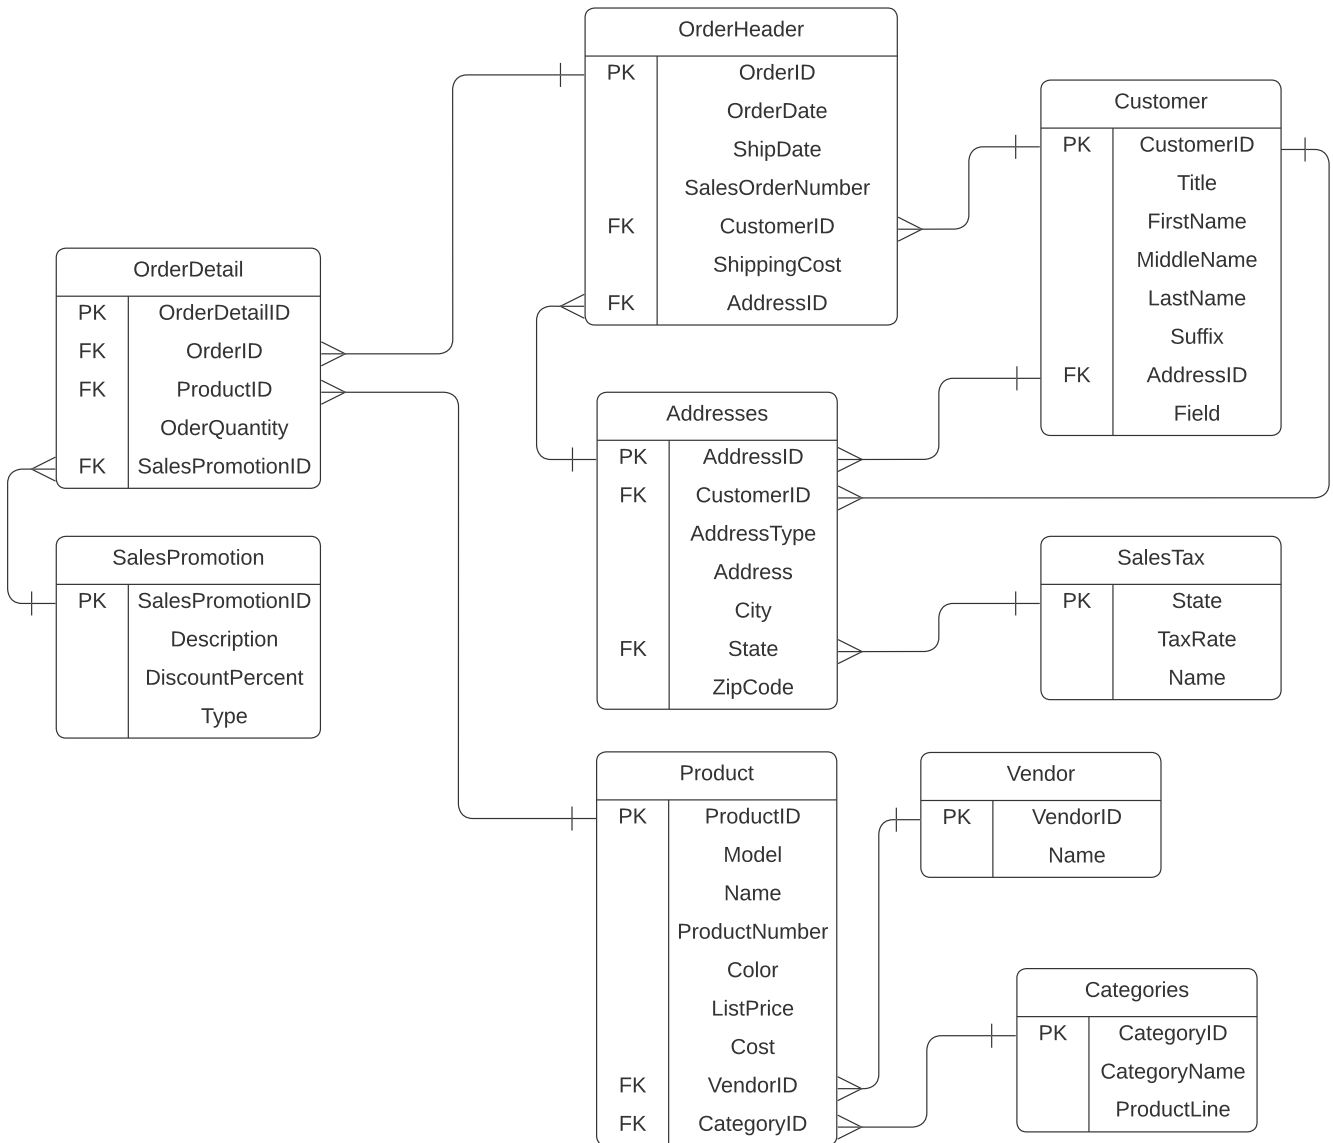 OrderHeader
PK OrderID
OrderDate
ShipDate
SalesOrderNumber
FK CustomerID
ShippingCost
FK AddressID
Customer
PK CustomerID
Title
FirstName
MiddleName
LastName
Suffix
FK AddressID
Field
OrderDetail
PK OrderDetailID
FK OrderID
FK ProductID
OderQuantity
FK SalesPromotionID
Addresses
PK AddressID
FK CustomerID
AddressType
Address
City
FK State
ZipCode
SalesPromotion
PK SalesPromotionID
Description
DiscountPercent
Type
SalesTax
PK State
TaxRate
Name
Product
PK ProductID
Model
Name
ProductNumber
Color
ListPrice
Cost
FK VendorID
FK CategoryID
Vendor
PK VendorID
Name
Categories
PK CategoryID
CategoryName
ProductLine